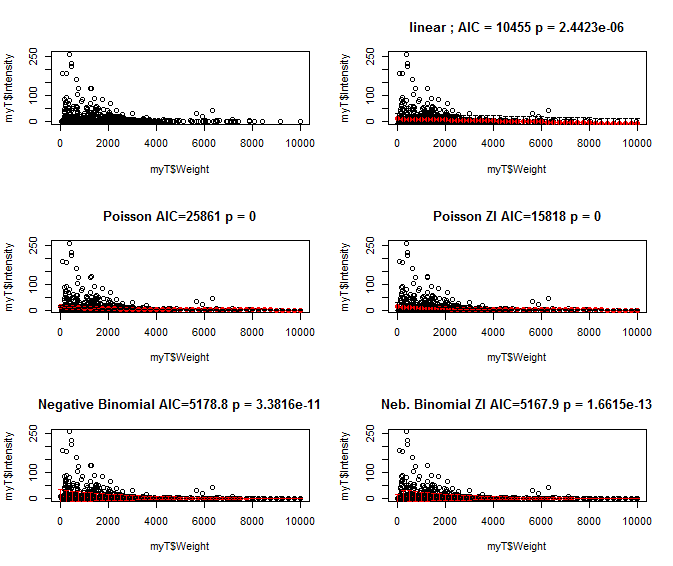 250
100
0
myT$Intensity
0 2000 4000 6000 8000 10000
myT$Weight
linear ; AIC = 10455 p = 2.4423e-06
250
100
0
myT$Intensity
0 2000 4000 6000 8000 10000
myT$Weight
Poisson AIC=25861 p = 0
250
100
0
myT$Intensity
0 2000 4000 6000 8000 10000
myT$Weight
Poisson ZI AIC=15818 p = 0
250
100
0
myT$Intensity
0 2000 4000 6000 8000 10000
myT$Weight
Negative Binomial AIC=5178.8 p = 3.3816e-11
250
100
0
myT$Intensity
0 2000 4000 6000 8000 10000
myT$Weight
Neb. Binomial ZI AIC=5167.9 p = 1.6615e-13
250
100
0
myT$Intensity
0 2000 4000 6000 8000 10000
myT$Weight